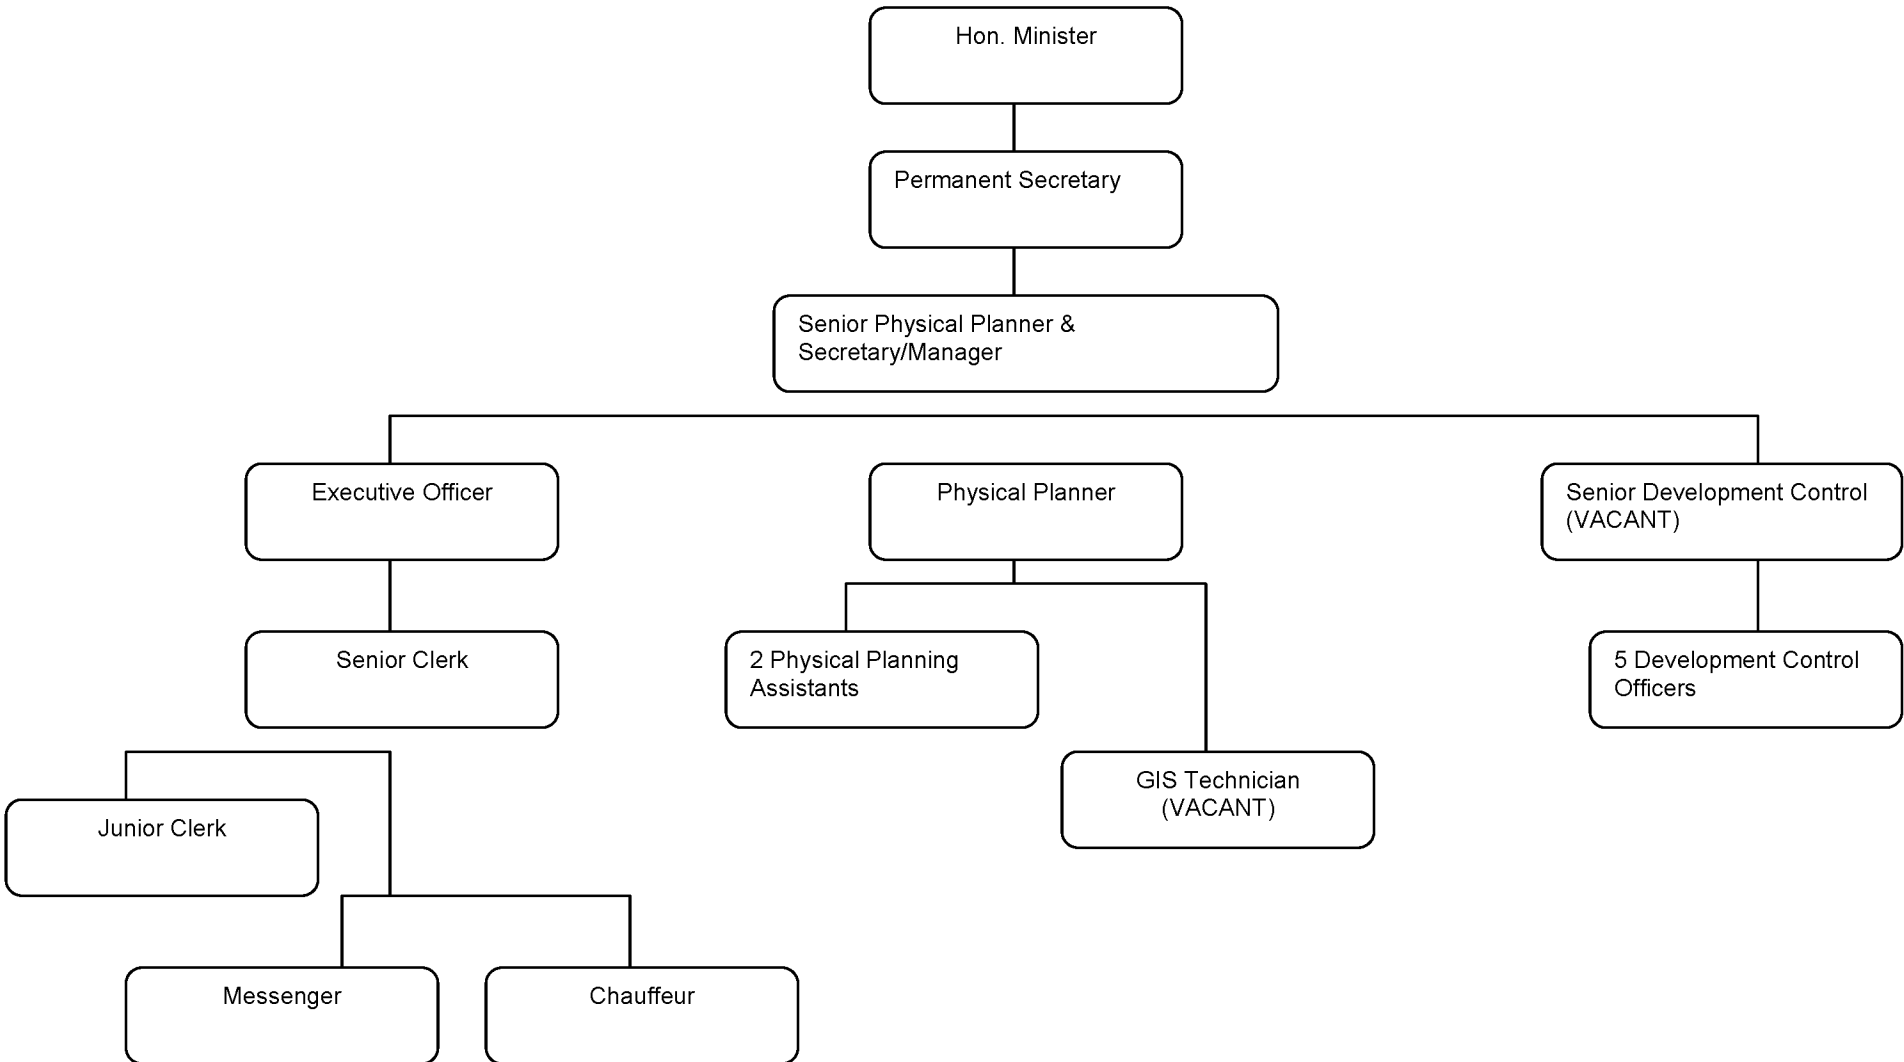 Hon. Minister
Permanent Secretary
Senior Physical Planner &
Secretary/Manager
Executive Officer
Physical Planner
Senior Development Control
(VACANT)
Senior Clerk
2 Physical Planning
Assistants
5 Development Control
Officers
GIS Technician
(VACANT)
Junior Clerk
Messenger
Chauffeur